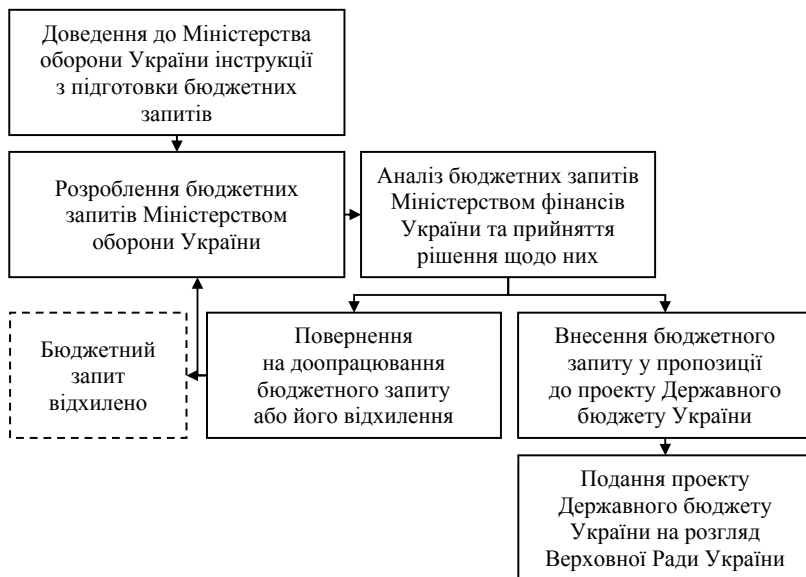 Доведення до Міністерства
оборони України інструкції
з підготовки бюджетних
запитів
Розроблення бюджетних
запитів Міністерством
оборони України
Аналіз бюджетних запитів
Міністерством фінансів
України та прийняття
рішення щодо них
Бюджетний
запит
відхилено
Повернення
на доопрацювання
бюджетного запиту
або його відхилення
Внесення бюджетного
запиту у пропозиції
до проекту Державного
бюджету України
Подання проекту
Державного бюджету
України на розгляд
Верховної Ради України